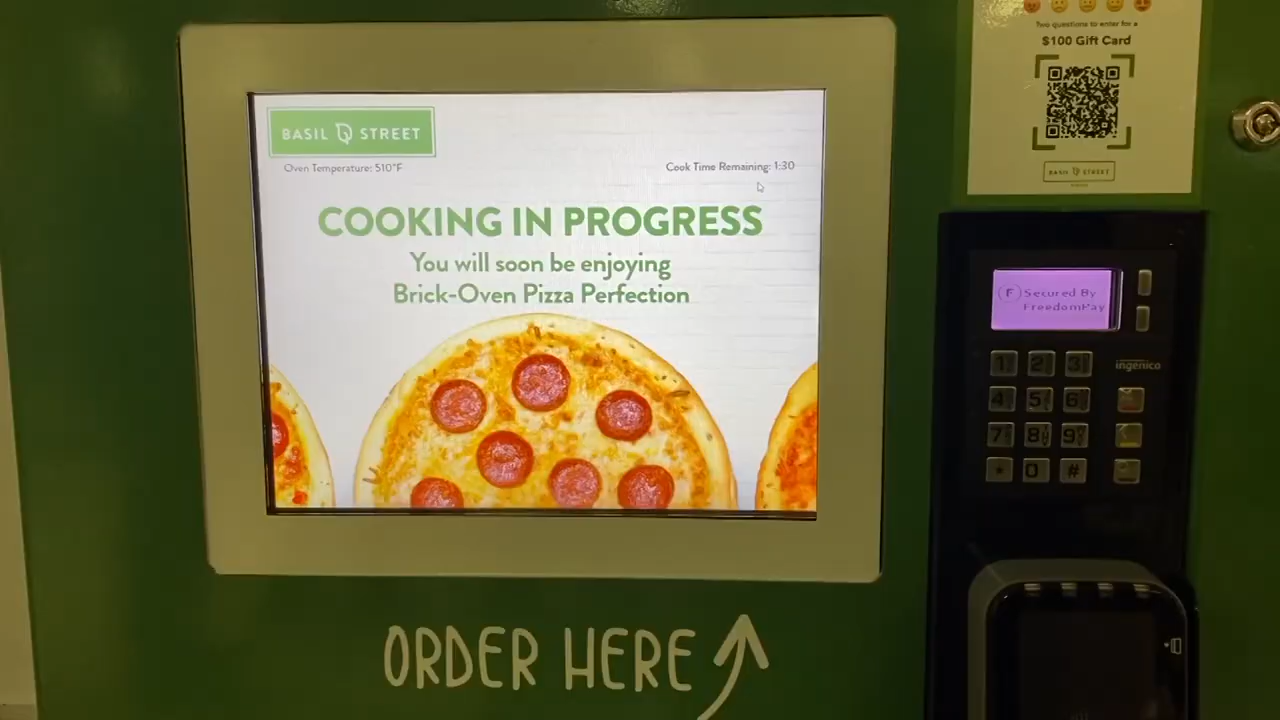 Two questions to enter for a
$100 Gift Card
BASIL STREET
BASIL STREET
Oven Temperature: 510°F
Cook Time Remaining: 1:30
COOKING IN PROGRESS
You will soon be enjoying
Brick-Oven Pizza Perfection
F Secured By
FreedomPay
ingenico
1 2 3
4 5 6
7 8 9
* 0 #
ORDER HERE